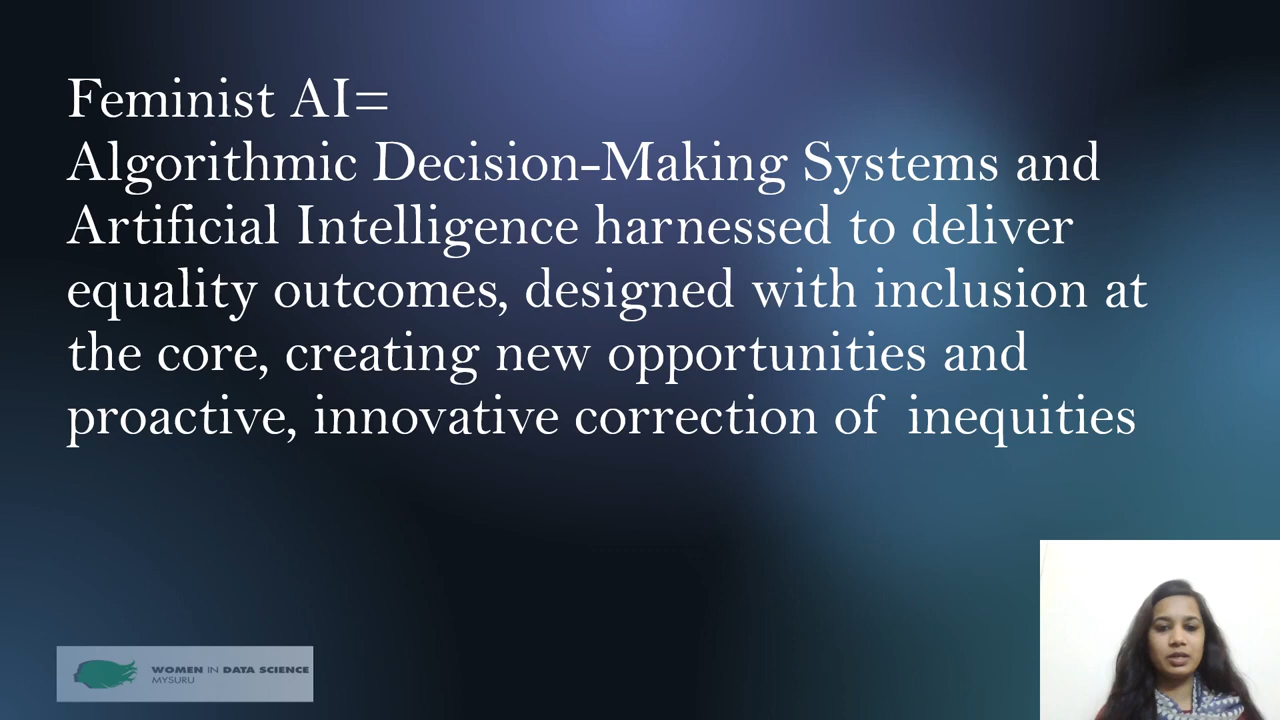 Feminist AI=
Algorithmic Decision-Making Systems and
Artificial Intelligence harnessed to deliver
equality outcomes, designed with inclusion at
the core, creating new opportunities and
proactive, innovative correction of inequities
WOMEN IN DATA SCIENCE
MYSURU